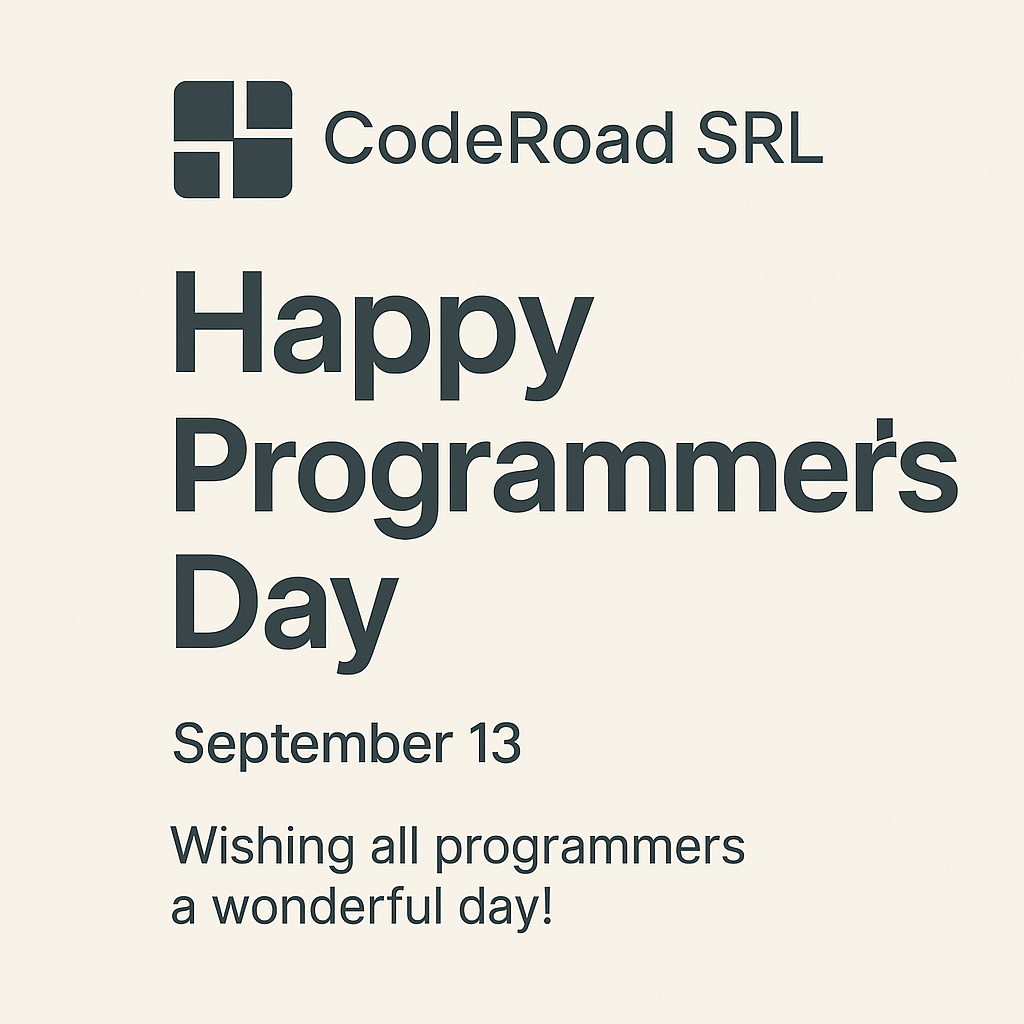 CodeRoad SRL
Happy
Programmer's
Day
September 13
Wishing all programmers
a wonderful day!